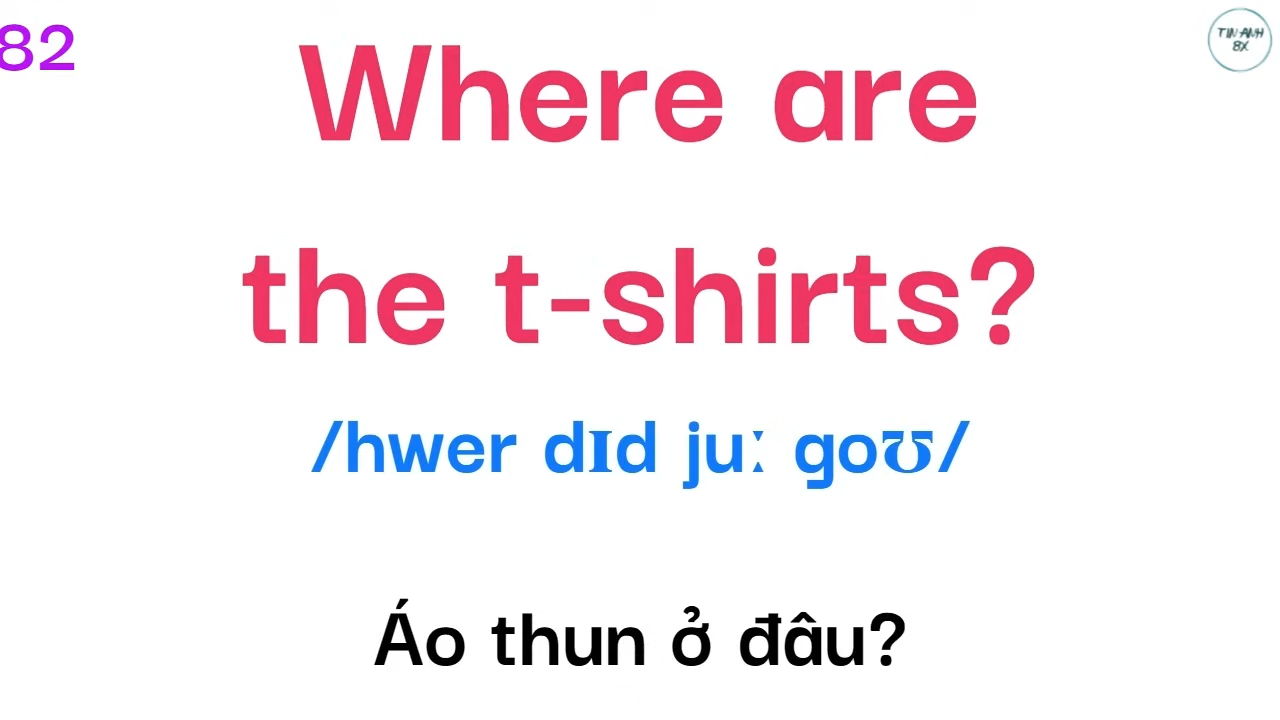 82
TIN ANH
8X
Where are
the t-shirts?
/hwer dɪd juː goʊ/
Áo thun ở đâu?